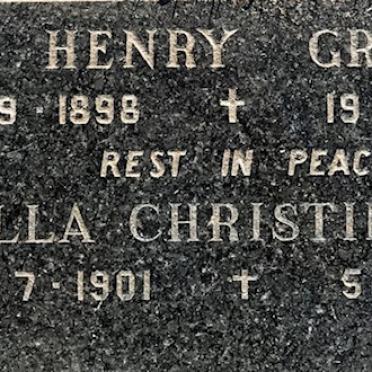 HENRY GR
9 · 1898 † 19
REST IN PEAC
LLA CHRISTI
7 · 1901 † 5